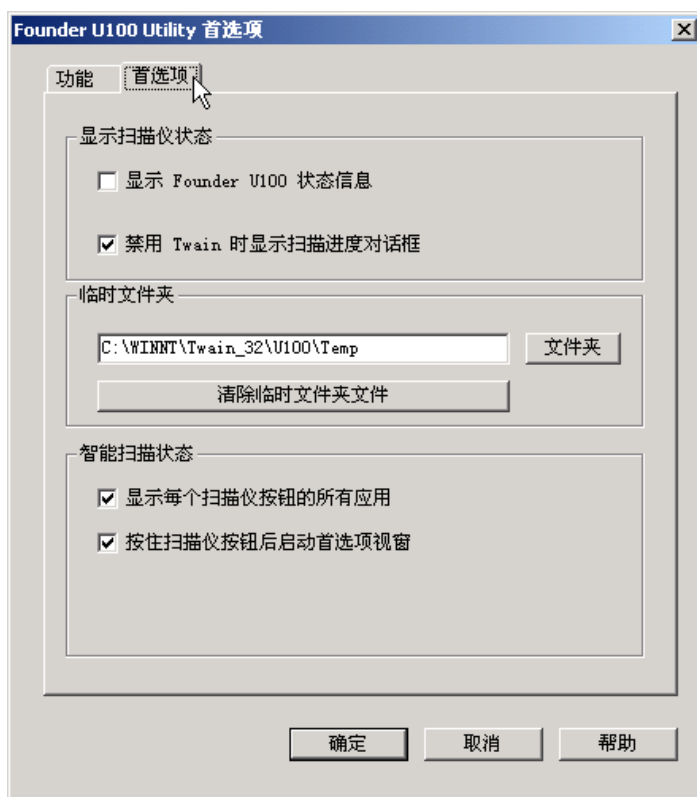 Founder U100 Utility 首选项
功能 首选项
显示扫描仪状态
显示 Founder U100 状态信息
禁用 Twain 时显示扫描进度对话框
临时文件夹
C:\WINNT\Twain_32\U100\Temp 文件夹
清除临时文件夹文件
智能扫描状态
显示每个扫描仪按钮的所有应用
按住扫描仪按钮后启动首选项视窗
确定 取消 帮助